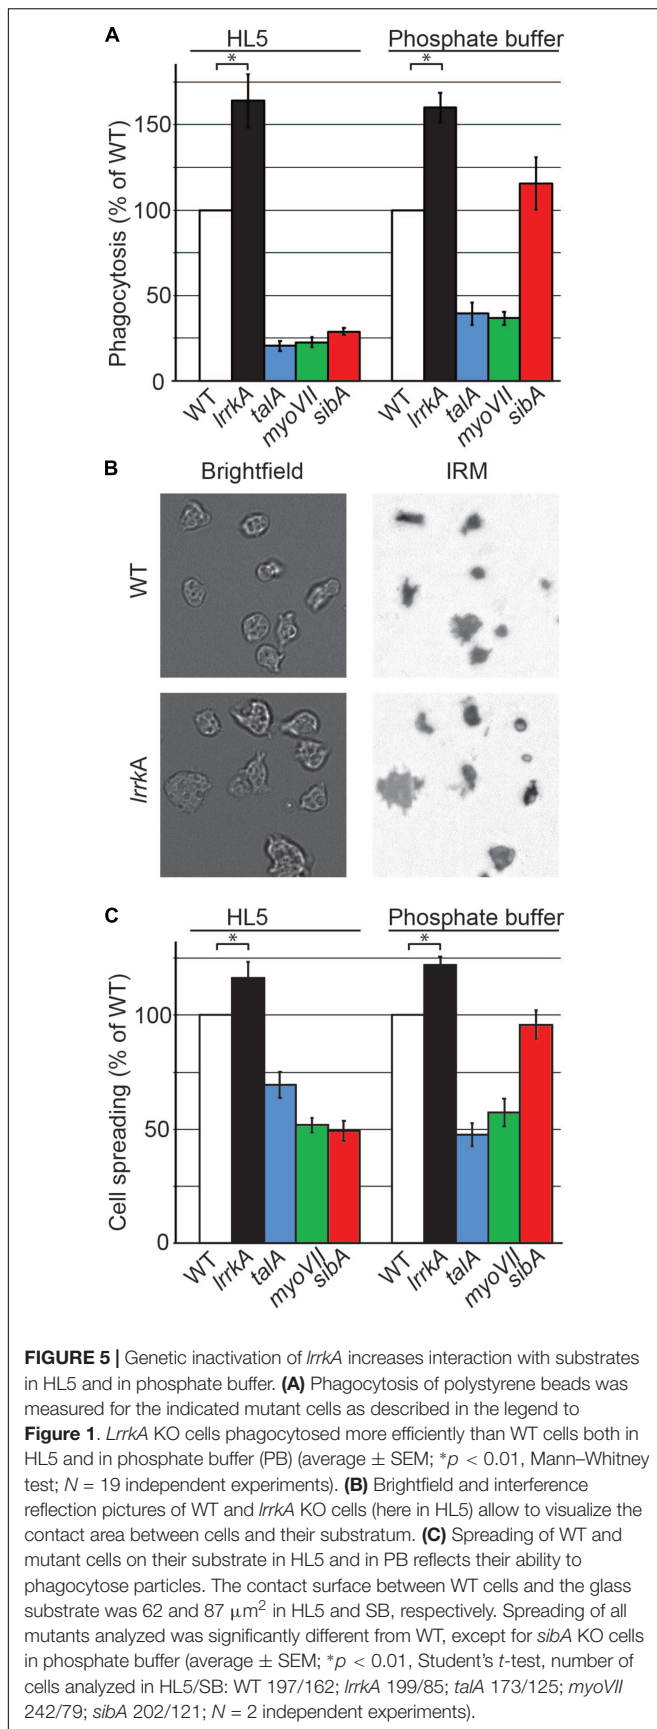 A
HL5
Phosphate buffer
*
*
Phagocytosis (% of WT)
150
100
50
0
WT
lrrkA
talA
myoVII
sibA
WT
lrrkA
talA
myoVII
sibA
B
Brightfield
IRM
WT
lrrkA
C
HL5
Phosphate buffer
*
*
Cell spreading (% of WT)
100
50
0
WT
lrrkA
talA
myoVII
sibA
WT
lrrkA
talA
myoVII
sibA
FIGURE 5 | Genetic inactivation of lrrkA increases interaction with substrates
in HL5 and in phosphate buffer. (A) Phagocytosis of polystyrene beads was
measured for the indicated mutant cells as described in the legend to
Figure 1. LrrkA KO cells phagocytosed more efficiently than WT cells both in
HL5 and in phosphate buffer (PB) (average ± SEM; *p < 0.01, Mann–Whitney
test; N = 19 independent experiments). (B) Brightfield and interference
reflection pictures of WT and lrrkA KO cells (here in HL5) allow to visualize the
contact area between cells and their substratum. (C) Spreading of WT and
mutant cells on their substrate in HL5 and in PB reflects their ability to
phagocytose particles. The contact surface between WT cells and the glass
substrate was 62 and 87 μm² in HL5 and SB, respectively. Spreading of all
mutants analyzed was significantly different from WT, except for sibA KO cells
in phosphate buffer (average ± SEM; *p < 0.01, Student's t-test, number of
cells analyzed in HL5/SB: WT 197/162; lrrkA 199/85; talA 173/125; myoVII
242/79; sibA 202/121; N = 2 independent experiments).